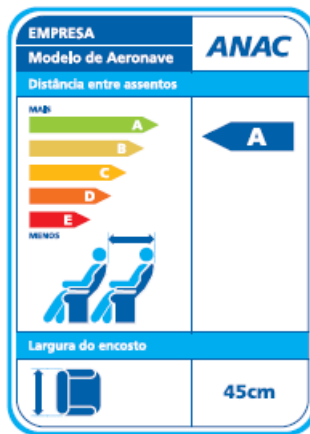 EMPRESA
ANAC
Modelo de Aeronave
Distância entre assentos
MAIS
A
A
B
C
D
E
MENOS
Largura do encosto
45cm